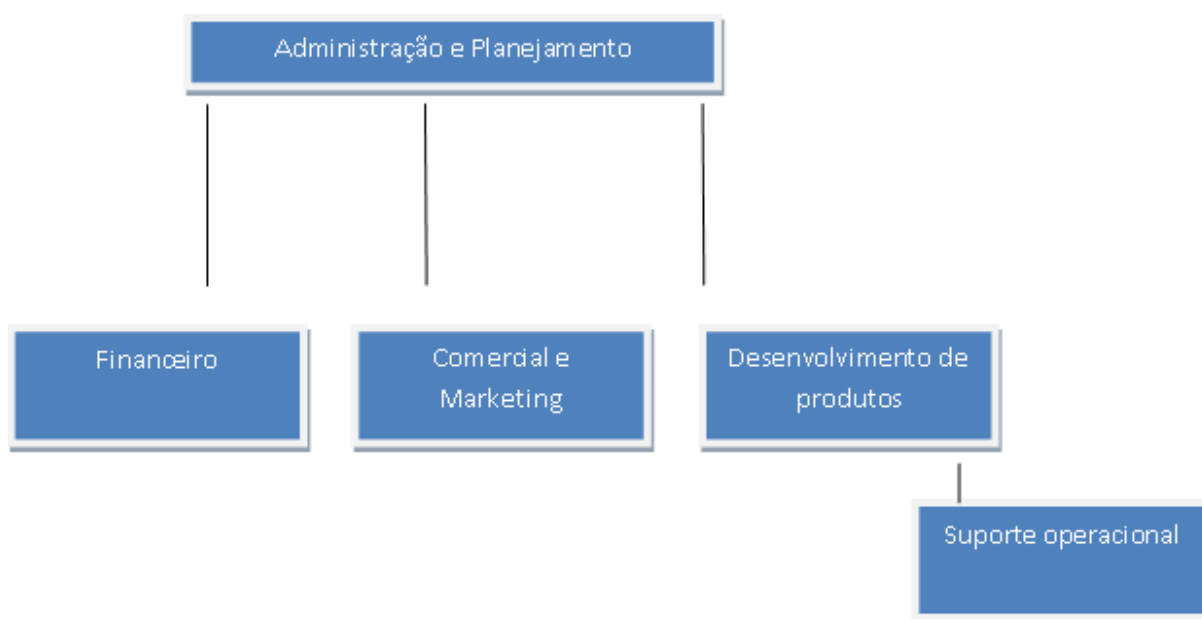 Administração e Planejamento
Financeiro
Comercial e
Marketing
Desenvolvimento de
produtos
Suporte operacional